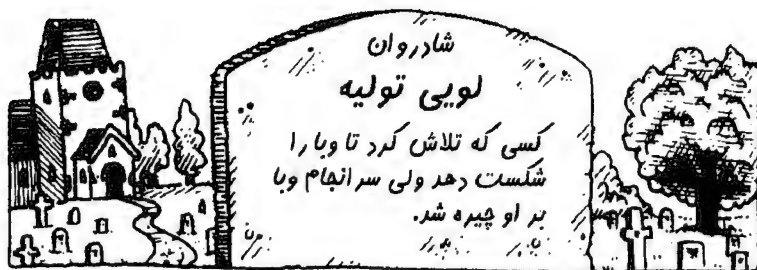 شادروان
لویی تولیه
کسی که تلاش کرد تا وبا را
شکست دهد ولی سرانجام وبا
بر او چیره شد.